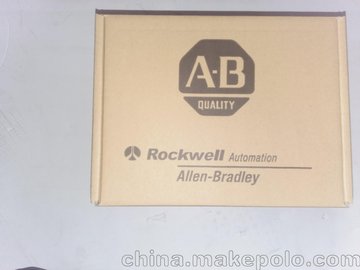 A-B
QUALITY
Rockwell Automation
Allen-Bradley
china.makepolo.com